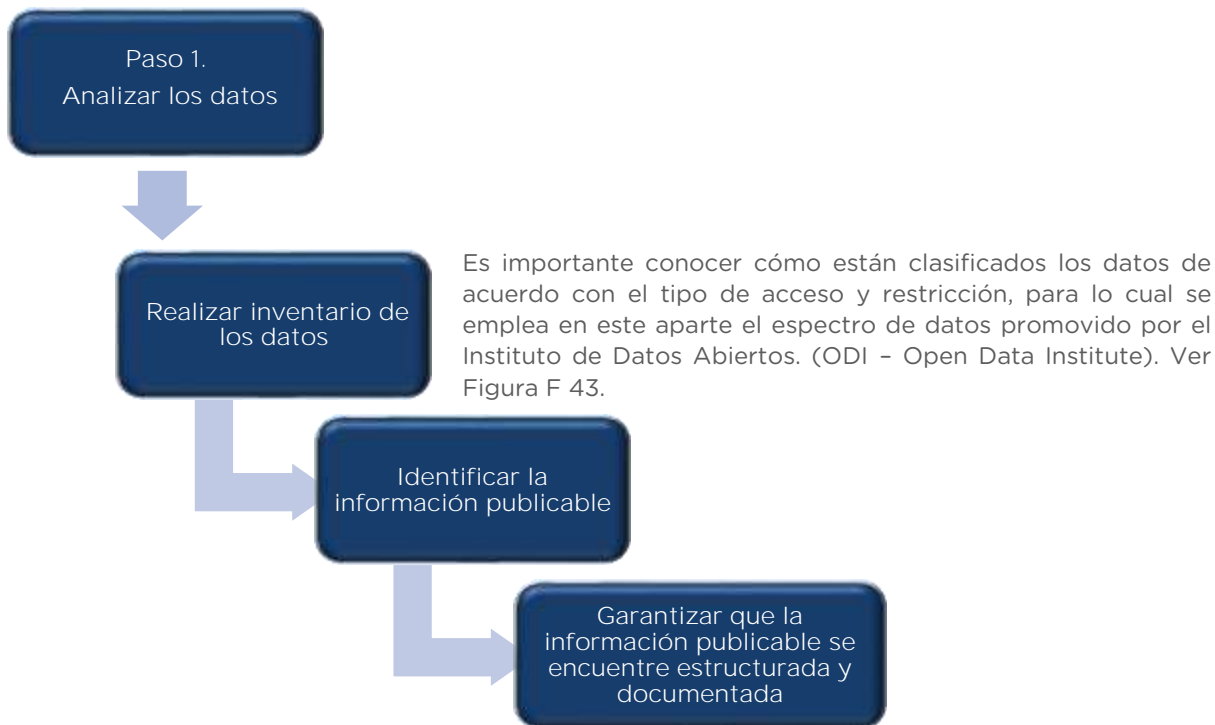 Paso 1.
Analizar los datos
Realizar inventario de
los datos
Es importante conocer cómo están clasificados los datos de
acuerdo con el tipo de acceso y restricción, para lo cual se
emplea en este aparte el espectro de datos promovido por el
Instituto de Datos Abiertos. (ODI – Open Data Institute). Ver
Figura F 43.
Identificar la
información publicable
Garantizar que la
información publicable se
encuentre estructurada y
documentada